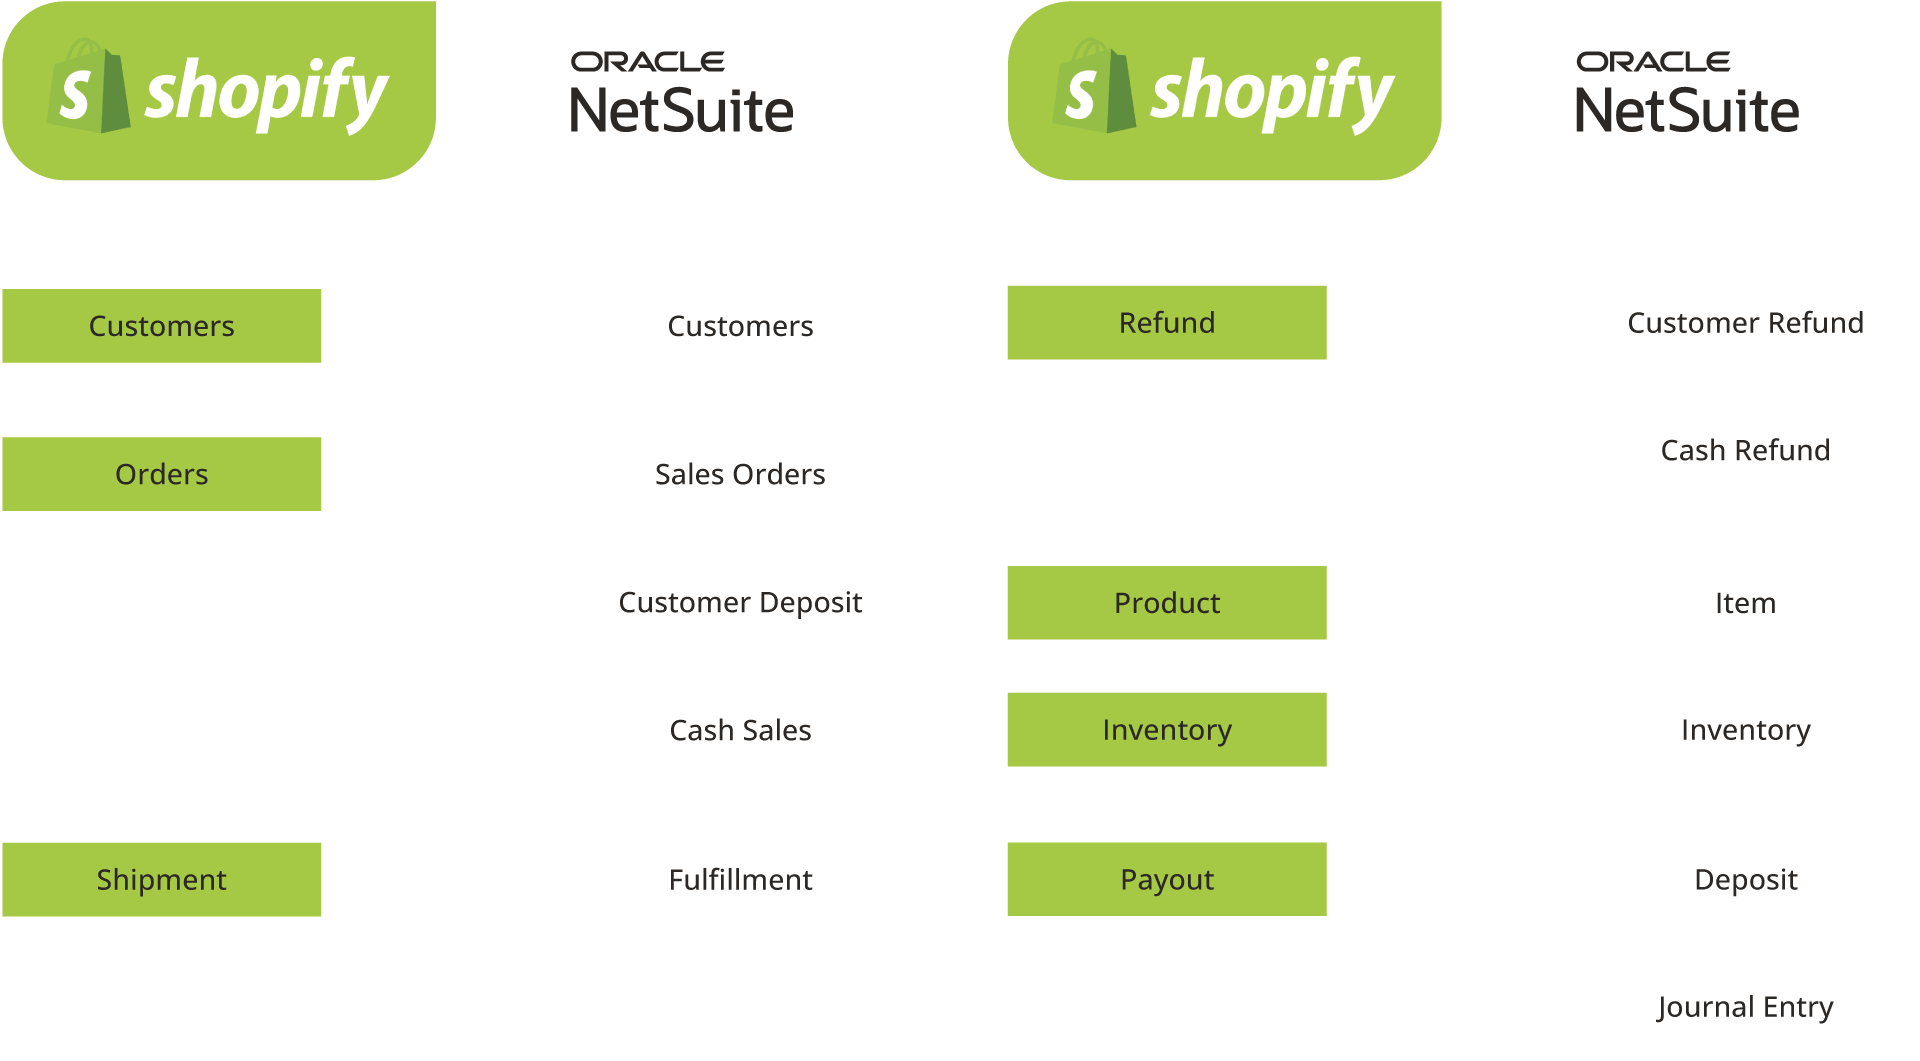 shopify
ORACLE
NetSuite
Customers
Customers
Orders
Sales Orders
Customer Deposit
Cash Sales
Shipment
Fulfillment
shopify
ORACLE
NetSuite
Refund
Customer Refund
Cash Refund
Product
Item
Inventory
Inventory
Payout
Deposit
Journal Entry